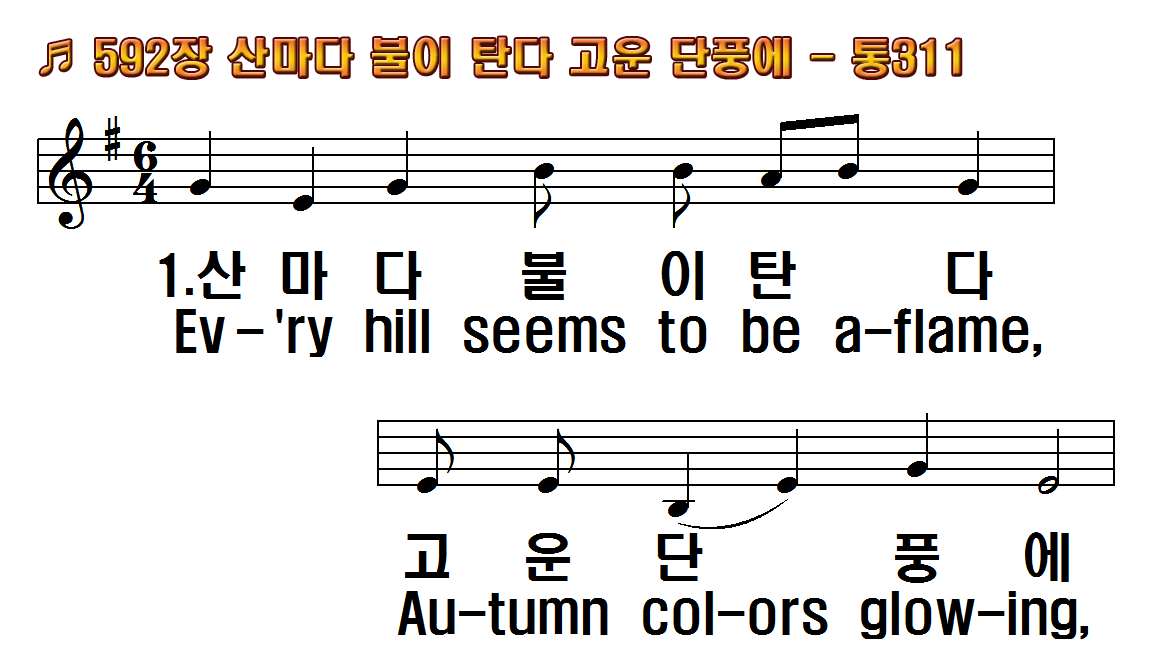 ♬ 592장 산마다 불이 탄다 고운 단풍에 - 통311
6
4
1.산 마 다 불 이 탄 다
Ev-'ry hill seems to be a-flame,
고 운 단 풍 에
Au-tumn col-ors glow-ing,